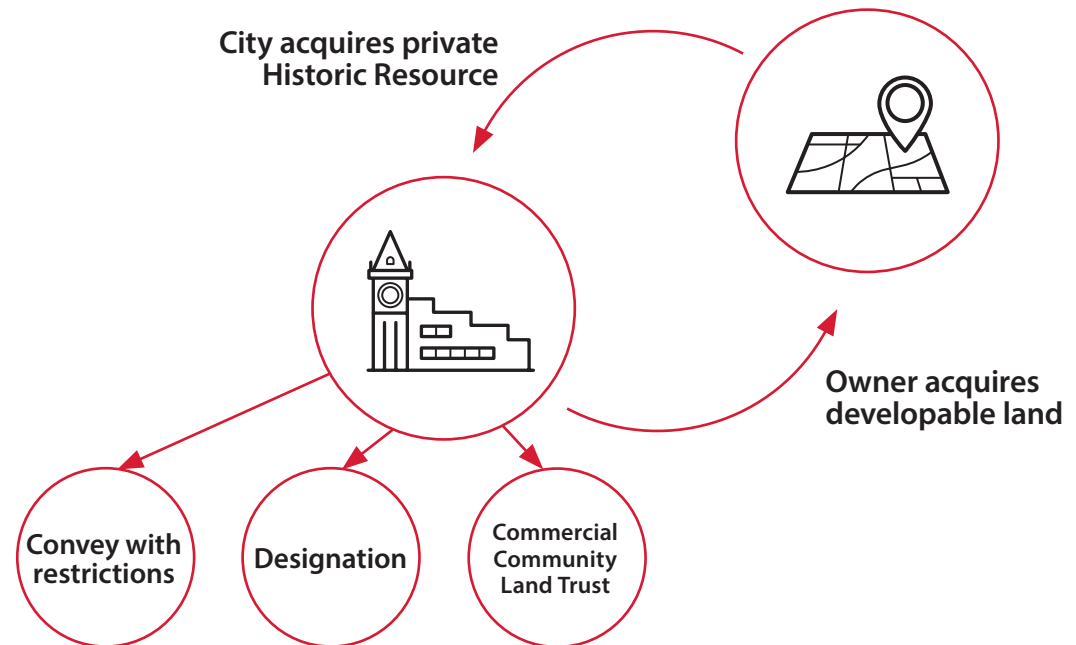 City acquires private
Historic Resource
Owner acquires
developable land
Convey with
restrictions
Designation
Commercial
Community
Land Trust